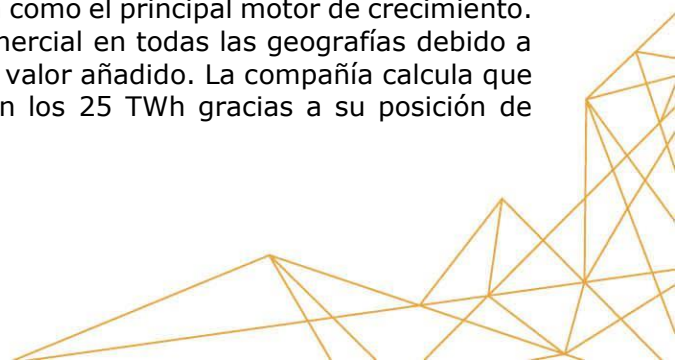 como el principal motor de crecimiento.
mercial en todas las geografías debido a
valor añadido. La compañía calcula que
n los 25 TWh gracias a su posición de